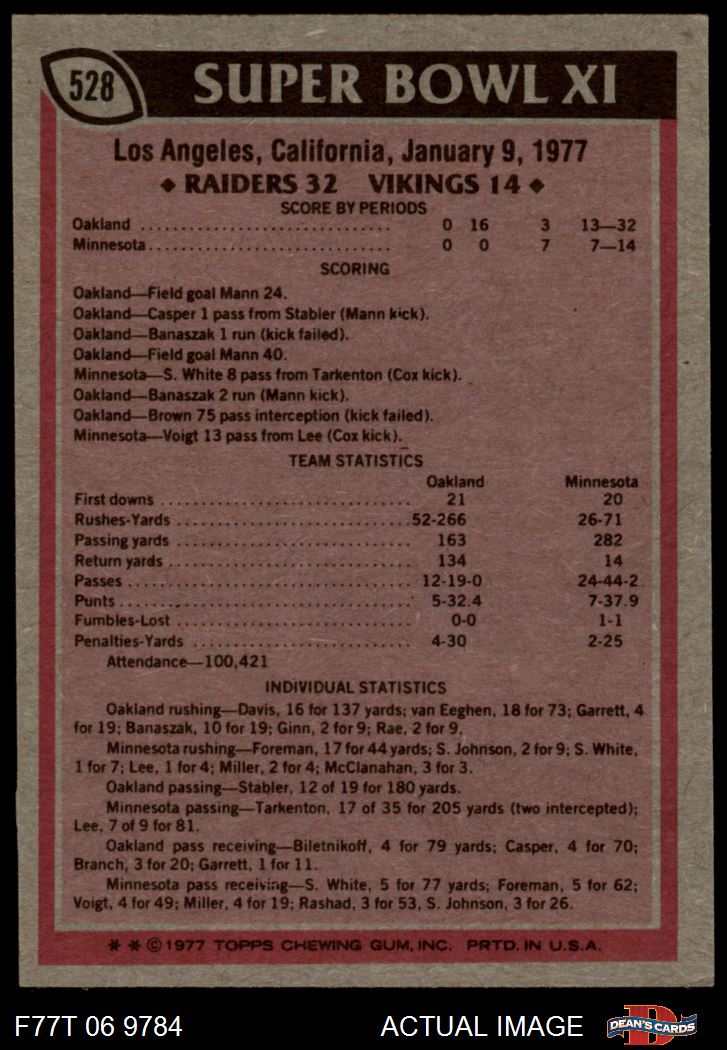 528 SUPER BOWL XI
Los Angeles, California, January 9, 1977
◆ RAIDERS 32 VIKINGS 14 ◆
SCORE BY PERIODS
Oakland .............................. 0 16 3 13—32
Minnesota.............................. 0 0 7 7—14
SCORING
Oakland—Field goal Mann 24.
Oakland—Casper 1 pass from Stabler (Mann kick).
Oakland—Banaszak 1 run (kick failed).
Oakland—Field goal Mann 40.
Minnesota—S. White 8 pass from Tarkenton (Cox kick).
Oakland—Banaszak 2 run (Mann kick).
Oakland—Brown 75 pass interception (kick failed).
Minnesota—Voigt 13 pass from Lee (Cox kick).
TEAM STATISTICS
Oakland Minnesota
First downs .............................. 21 20
Rushes-Yards .............................. 52-266 26-71
Passing yards .............................. 163 282
Return yards .............................. 134 14
Passes .............................. 12-19-0 24-44-2
Punts .............................. 5-32.4 7-37.9
Fumbles-Lost .............................. 0-0 1-1
Penalties-Yards .............................. 4-30 2-25
Attendance—100,421
INDIVIDUAL STATISTICS
Oakland rushing—Davis, 16 for 137 yards; van Eeghen, 18 for 73; Garrett, 4
for 19; Banaszak, 10 for 19; Ginn, 2 for 9; Rae, 2 for 9.
Minnesota rushing—Foreman, 17 for 44 yards; S. Johnson, 2 for 9; S. White,
1 for 7; Lee, 1 for 4; Miller, 2 for 4; McClanahan, 3 for 3.
Oakland passing—Stabler, 12 of 19 for 180 yards.
Minnesota passing—Tarkenton, 17 of 35 for 205 yards (two intercepted);
Lee, 7 of 9 for 81.
Oakland pass receiving—Biletnikoff, 4 for 79 yards; Casper, 4 for 70;
Branch, 3 for 20; Garrett, 1 for 11.
Minnesota pass receiving—S. White, 5 for 77 yards; Foreman, 5 for 62;
Voigt, 4 for 49; Miller, 4 for 19; Rashad, 3 for 53, S. Johnson, 3 for 26.
* * © 1977 TOPPS CHEWING GUM, INC. PRTD. IN U.S.A.
F77T 06 9784 ACTUAL IMAGE D DEAN'S CARDS